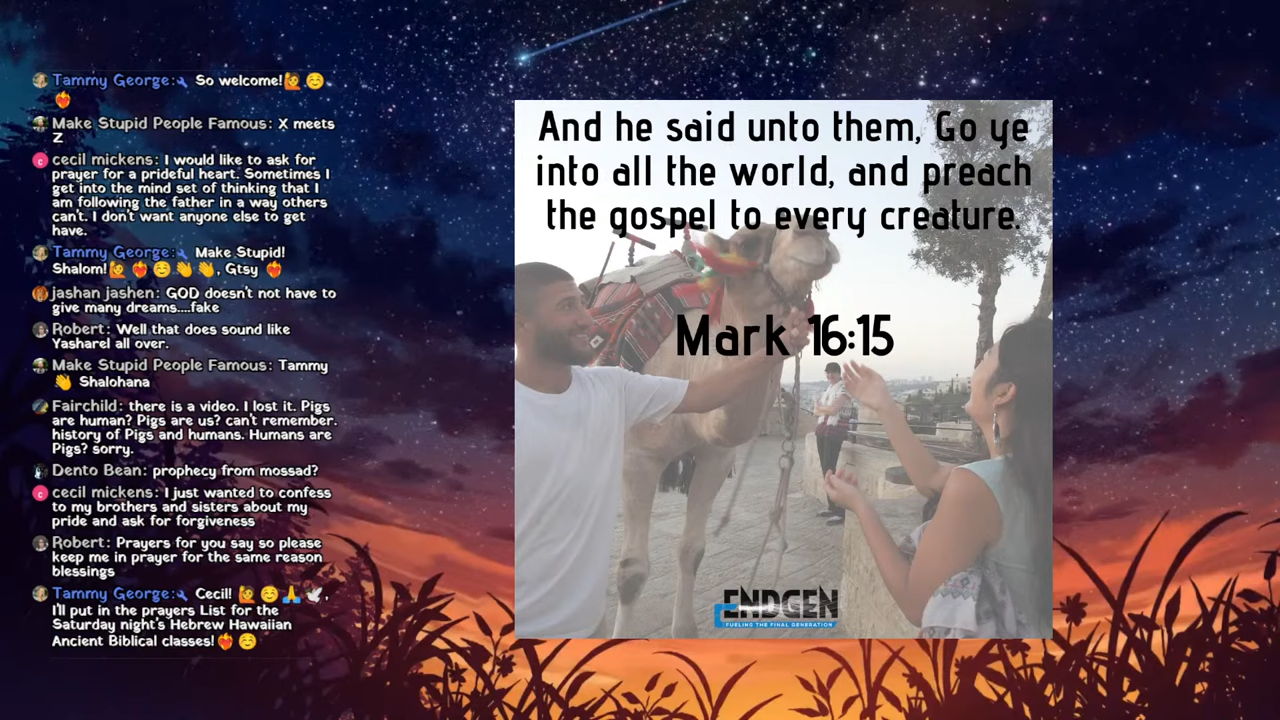 Tammy George: So welcome!🙋☺️
❤️‍🔥
Make Stupid People Famous: X meets
Z
c cecil mickens: I would like to ask for
prayer for a prideful heart. Sometimes I
get into the mind set of thinking that I
am following the father in a way others
can't. I don't want anyone else to get
have.
Tammy George: Make Stupid!
Shalom!🙋❤️‍🔥☺️👋👋, Gtsy ❤️‍🔥
jashan jashen: GOD doesn't not have to
give many dreams....fake
Robert: Well that does sound like
Yasharel all over.
Make Stupid People Famous: Tammy
👋 Shalohana
Fairchild: there is a video. I lost it. Pigs
are human? Pigs are us? can't remember.
history of Pigs and humans. Humans are
Pigs? sorry.
Dento Bean: prophecy from mossad?
c cecil mickens: I just wanted to confess
to my brothers and sisters about my
pride and ask for forgiveness
Robert: Prayers for you say so please
keep me in prayer for the same reason
blessings
Tammy George: Cecil! 🙋☺️🙏🕊️,
I'll put in the prayers List for the
Saturday night's Hebrew Hawaiian
Ancient Biblical classes!❤️‍🔥☺️
And he said unto them, Go ye
into all the world, and preach
the gospel to every creature.
Mark 16:15
ENDGEN
FUELING THE FINAL GENERATION